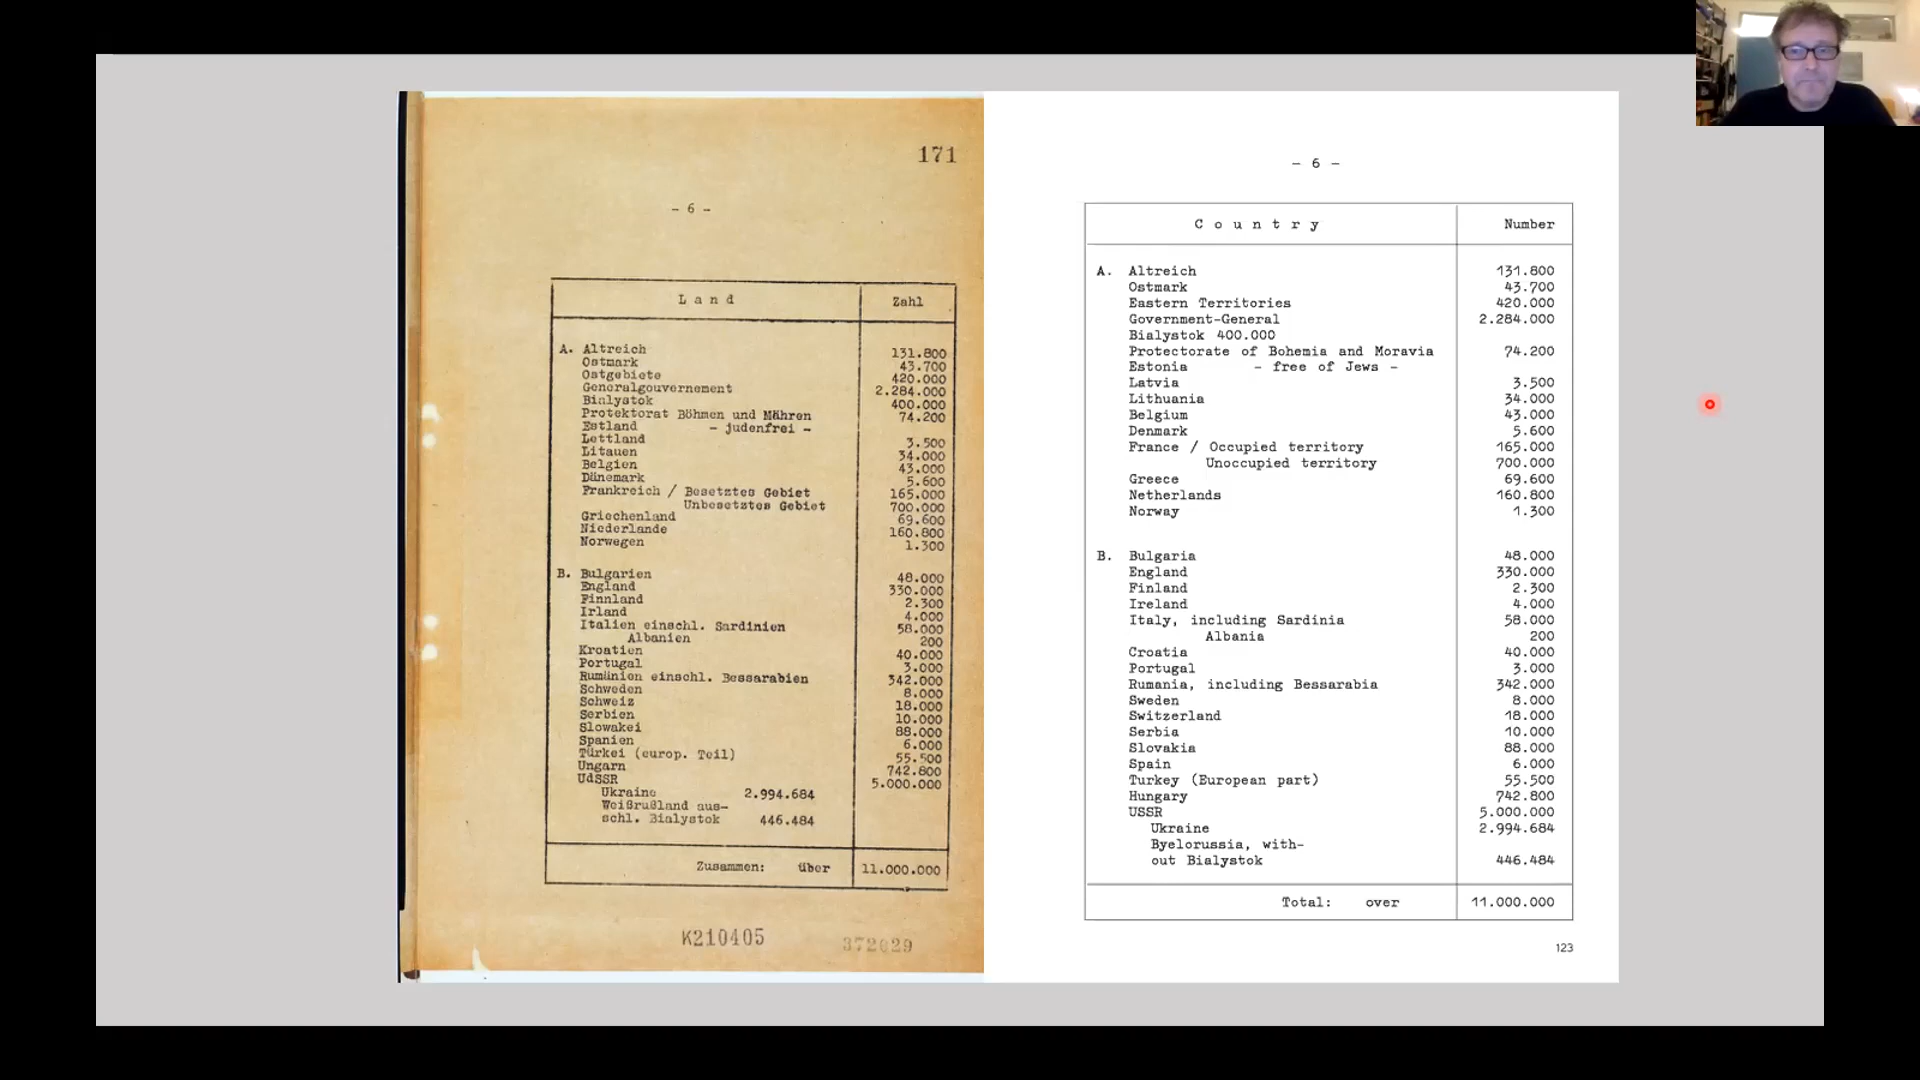 171
- 6 -
Land Zahl
A. Altreich 131.800
Ostmark 43.700
Ostgebiete 420.000
Generalgouvernement 2.284.000
Bialystok 400.000
Protektorat Böhmen und Mähren 74.200
Estland - judenfrei -
Lettland 3.500
Litauen 34.000
Belgien 43.000
Dänemark 5.600
Frankreich / Besetztes Gebiet 165.000
Unbesetztes Gebiet 700.000
Griechenland 69.600
Niederlande 160.800
Norwegen 1.300
B. Bulgarien 48.000
England 330.000
Finnland 2.300
Irland 4.000
Italien einschl. Sardinien 58.000
Albanien 200
Kroatien 40.000
Portugal 3.000
Rumänien einschl. Bessarabien 342.000
Schweden 8.000
Schweiz 18.000
Serbien 10.000
Slowakei 88.000
Spanien 6.000
Türkei (europ. Teil) 55.500
Ungarn 742.800
UdSSR 5.000.000
Ukraine 2.994.684
Weißrußland aus-
schl. Bialystok 446.484
Zusammen: über 11.000.000
K210405 372029
- 6 -
Country Number
A. Altreich 131.800
Ostmark 43.700
Eastern Territories 420.000
Government-General 2.284.000
Bialystok 400.000
Protectorate of Bohemia and Moravia 74.200
Estonia - free of Jews -
Latvia 3.500
Lithuania 34.000
Belgium 43.000
Denmark 5.600
France / Occupied territory 165.000
Unoccupied territory 700.000
Greece 69.600
Netherlands 160.800
Norway 1.300
B. Bulgaria 48.000
England 330.000
Finland 2.300
Ireland 4.000
Italy, including Sardinia 58.000
Albania 200
Croatia 40.000
Portugal 3.000
Rumania, including Bessarabia 342.000
Sweden 8.000
Switzerland 18.000
Serbia 10.000
Slovakia 88.000
Spain 6.000
Turkey (European part) 55.500
Hungary 742.800
USSR 5.000.000
Ukraine 2.994.684
Byelorussia, with-
out Bialystok 446.484
Total: over 11.000.000
123